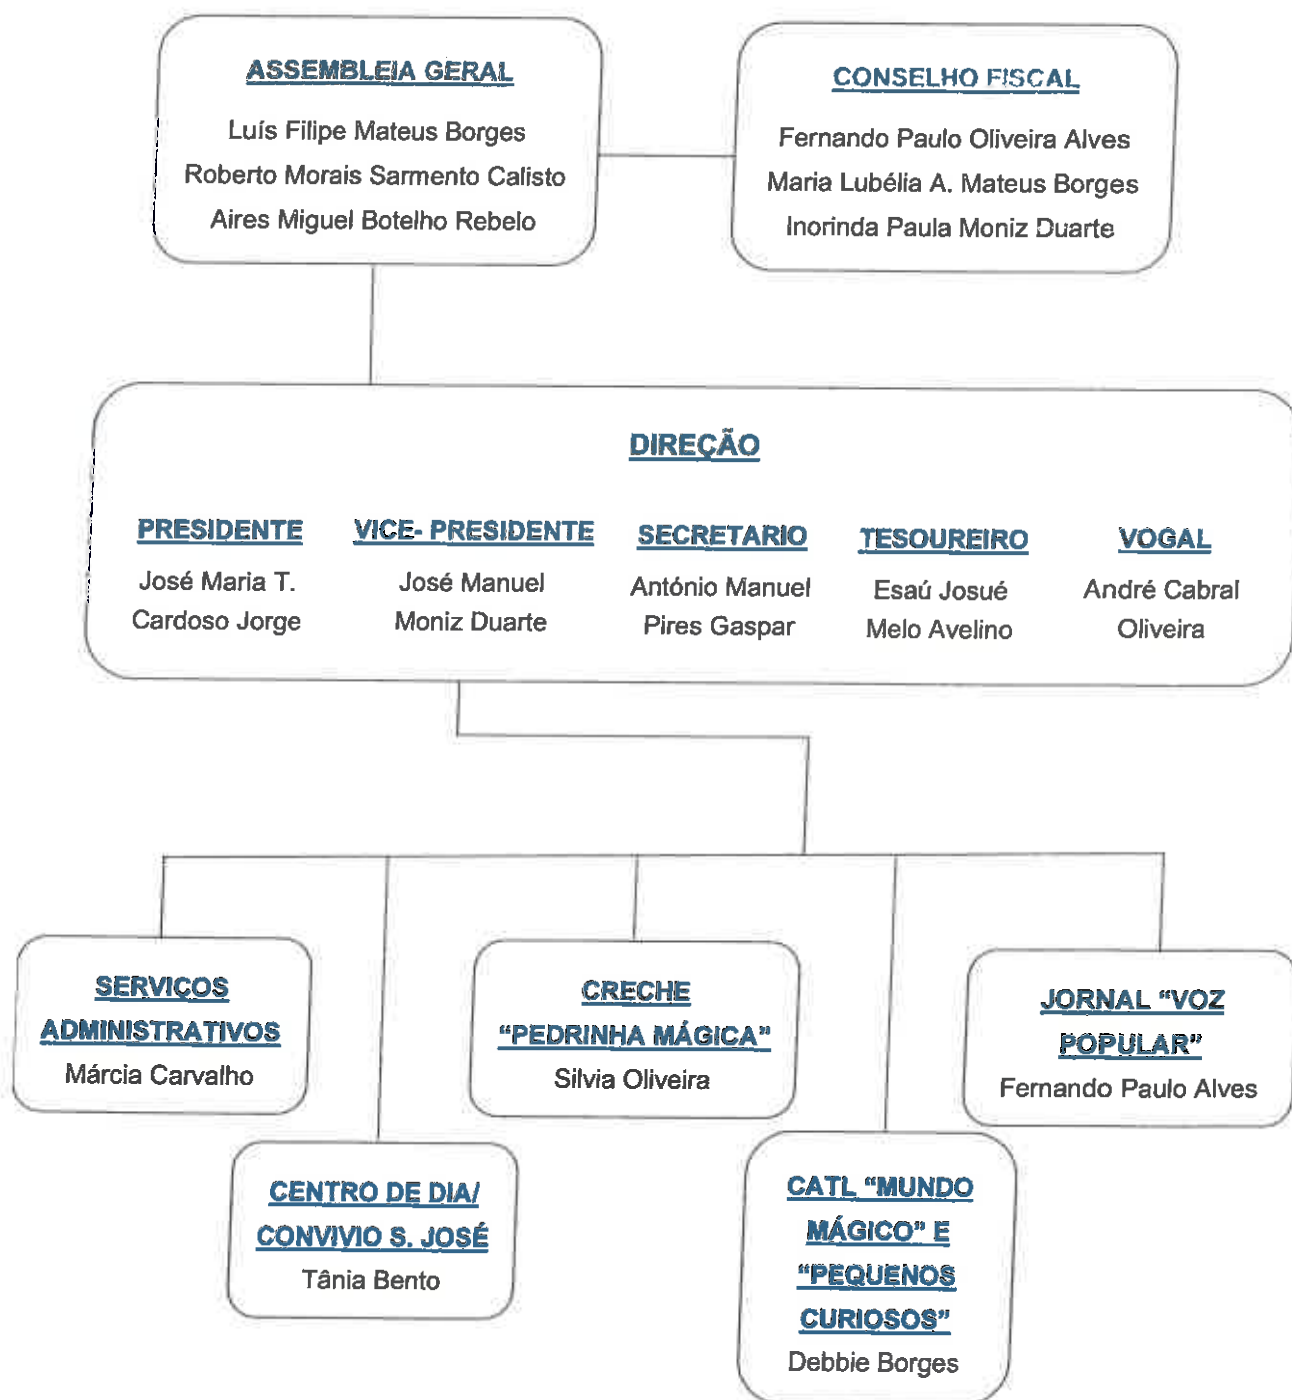 ASSEMBLEIA GERAL
Luís Filipe Mateus Borges
Roberto Morais Sarmento Calisto
Aires Miguel Botelho Rebelo
CONSELHO FISCAL
Fernando Paulo Oliveira Alves
Maria Lubélia A. Mateus Borges
Inorinda Paula Moniz Duarte
DIREÇÃO
PRESIDENTE
José Maria T.
Cardoso Jorge
VICE- PRESIDENTE
José Manuel
Moniz Duarte
SECRETARIO
António Manuel
Pires Gaspar
TESOUREIRO
Esaú Josué
Melo Avelino
VOGAL
André Cabral
Oliveira
SERVIÇOS
ADMINISTRATIVOS
Márcia Carvalho
CENTRO DE DIA/
CONVIVIO S. JOSÉ
Tânia Bento
CRECHE
“PEDRINHA MÁGICA”
Silvia Oliveira
CATL “MUNDO
MÁGICO” E
“PEQUENOS
CURIOSOS”
Debbie Borges
JORNAL “VOZ
POPULAR”
Fernando Paulo Alves